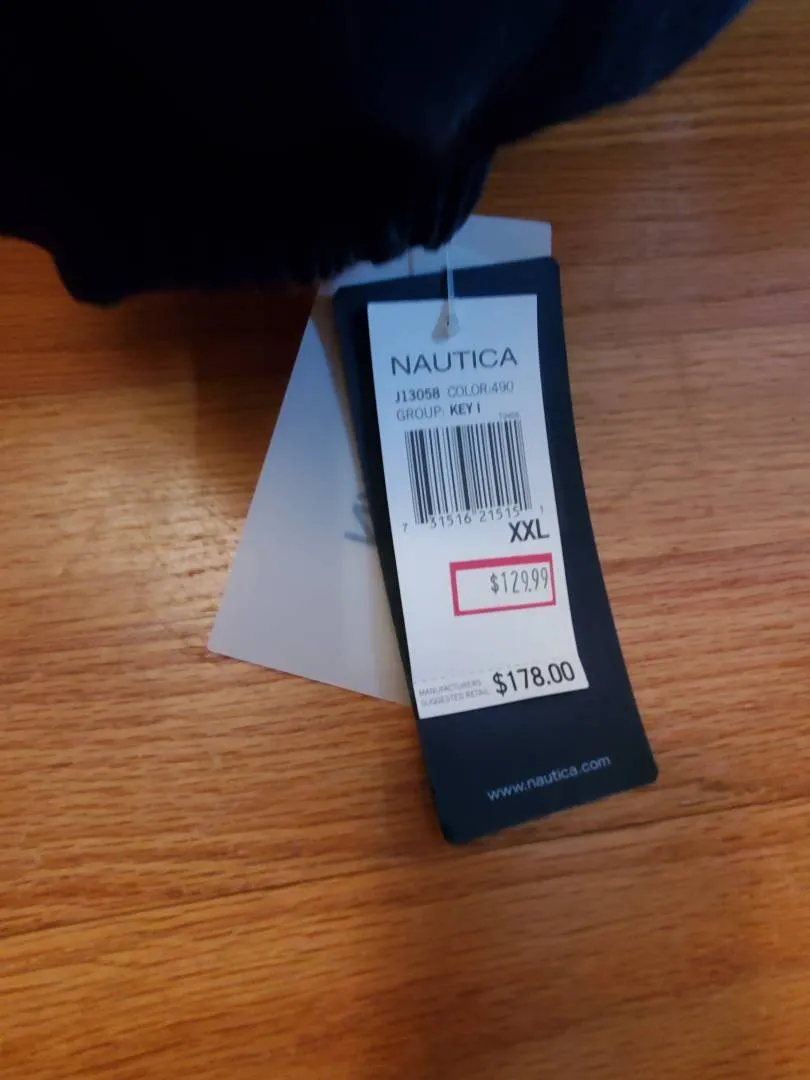 NAUTICA
J13058 COLOR:490
GROUP: KEY I
7 31516 21515 1
XXL
$129.99
MANUFACTURERS
SUGGESTED RETAIL
$178.00
www.nautica.com